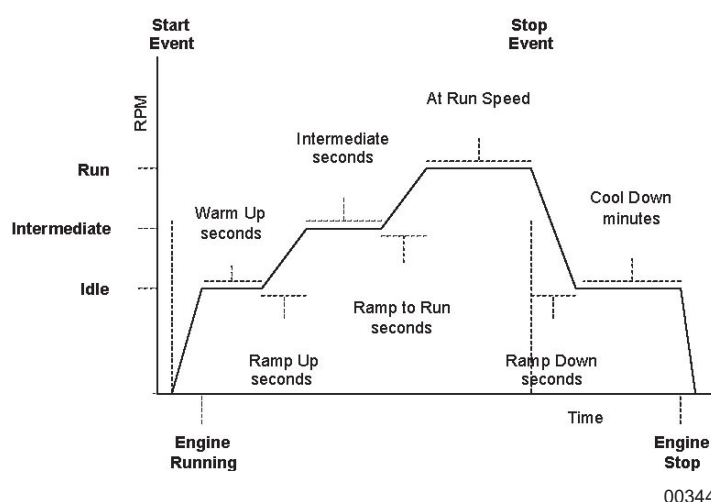 Start
Event
Stop
Event
RPM
At Run Speed
Intermediate
seconds
Run
Warm Up
seconds
Cool Down
minutes
Intermediate
Idle
Ramp to Run
seconds
Ramp Up
seconds
Ramp Down
seconds
Time
Engine
Running
Engine
Stop
00344